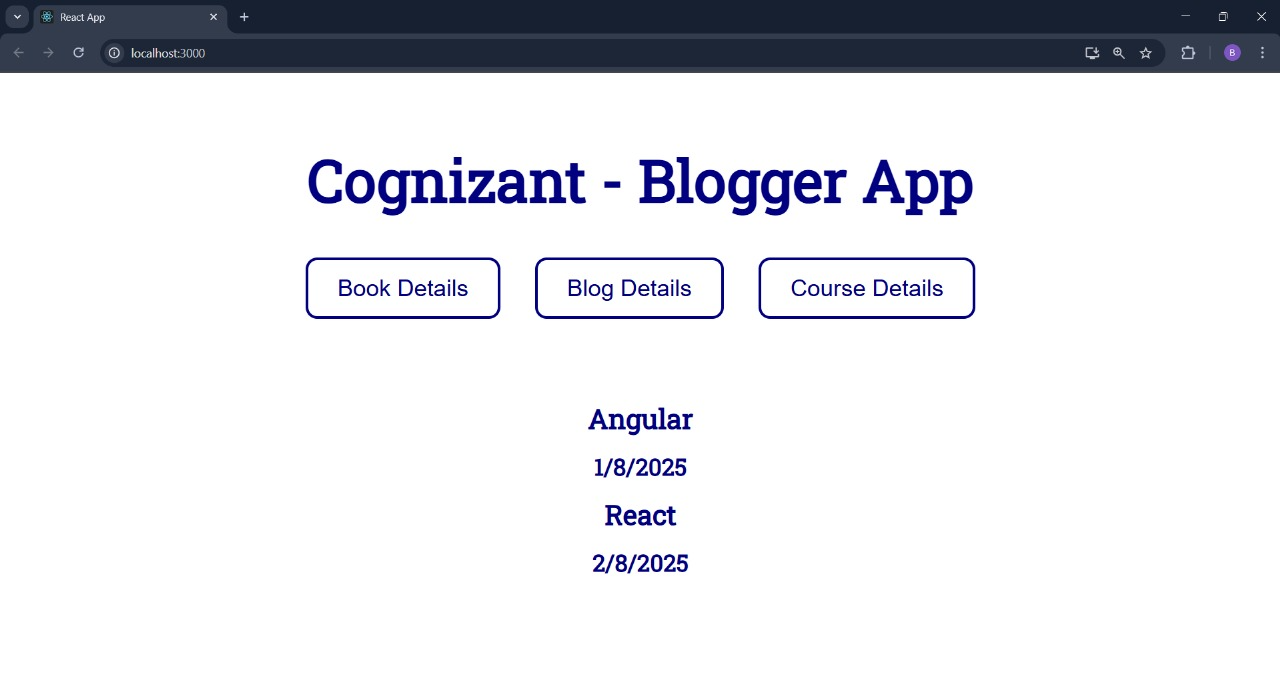 React App
localhost:3000
B
Cognizant - Blogger App
Book Details Blog Details Course Details
Angular
1/8/2025
React
2/8/2025